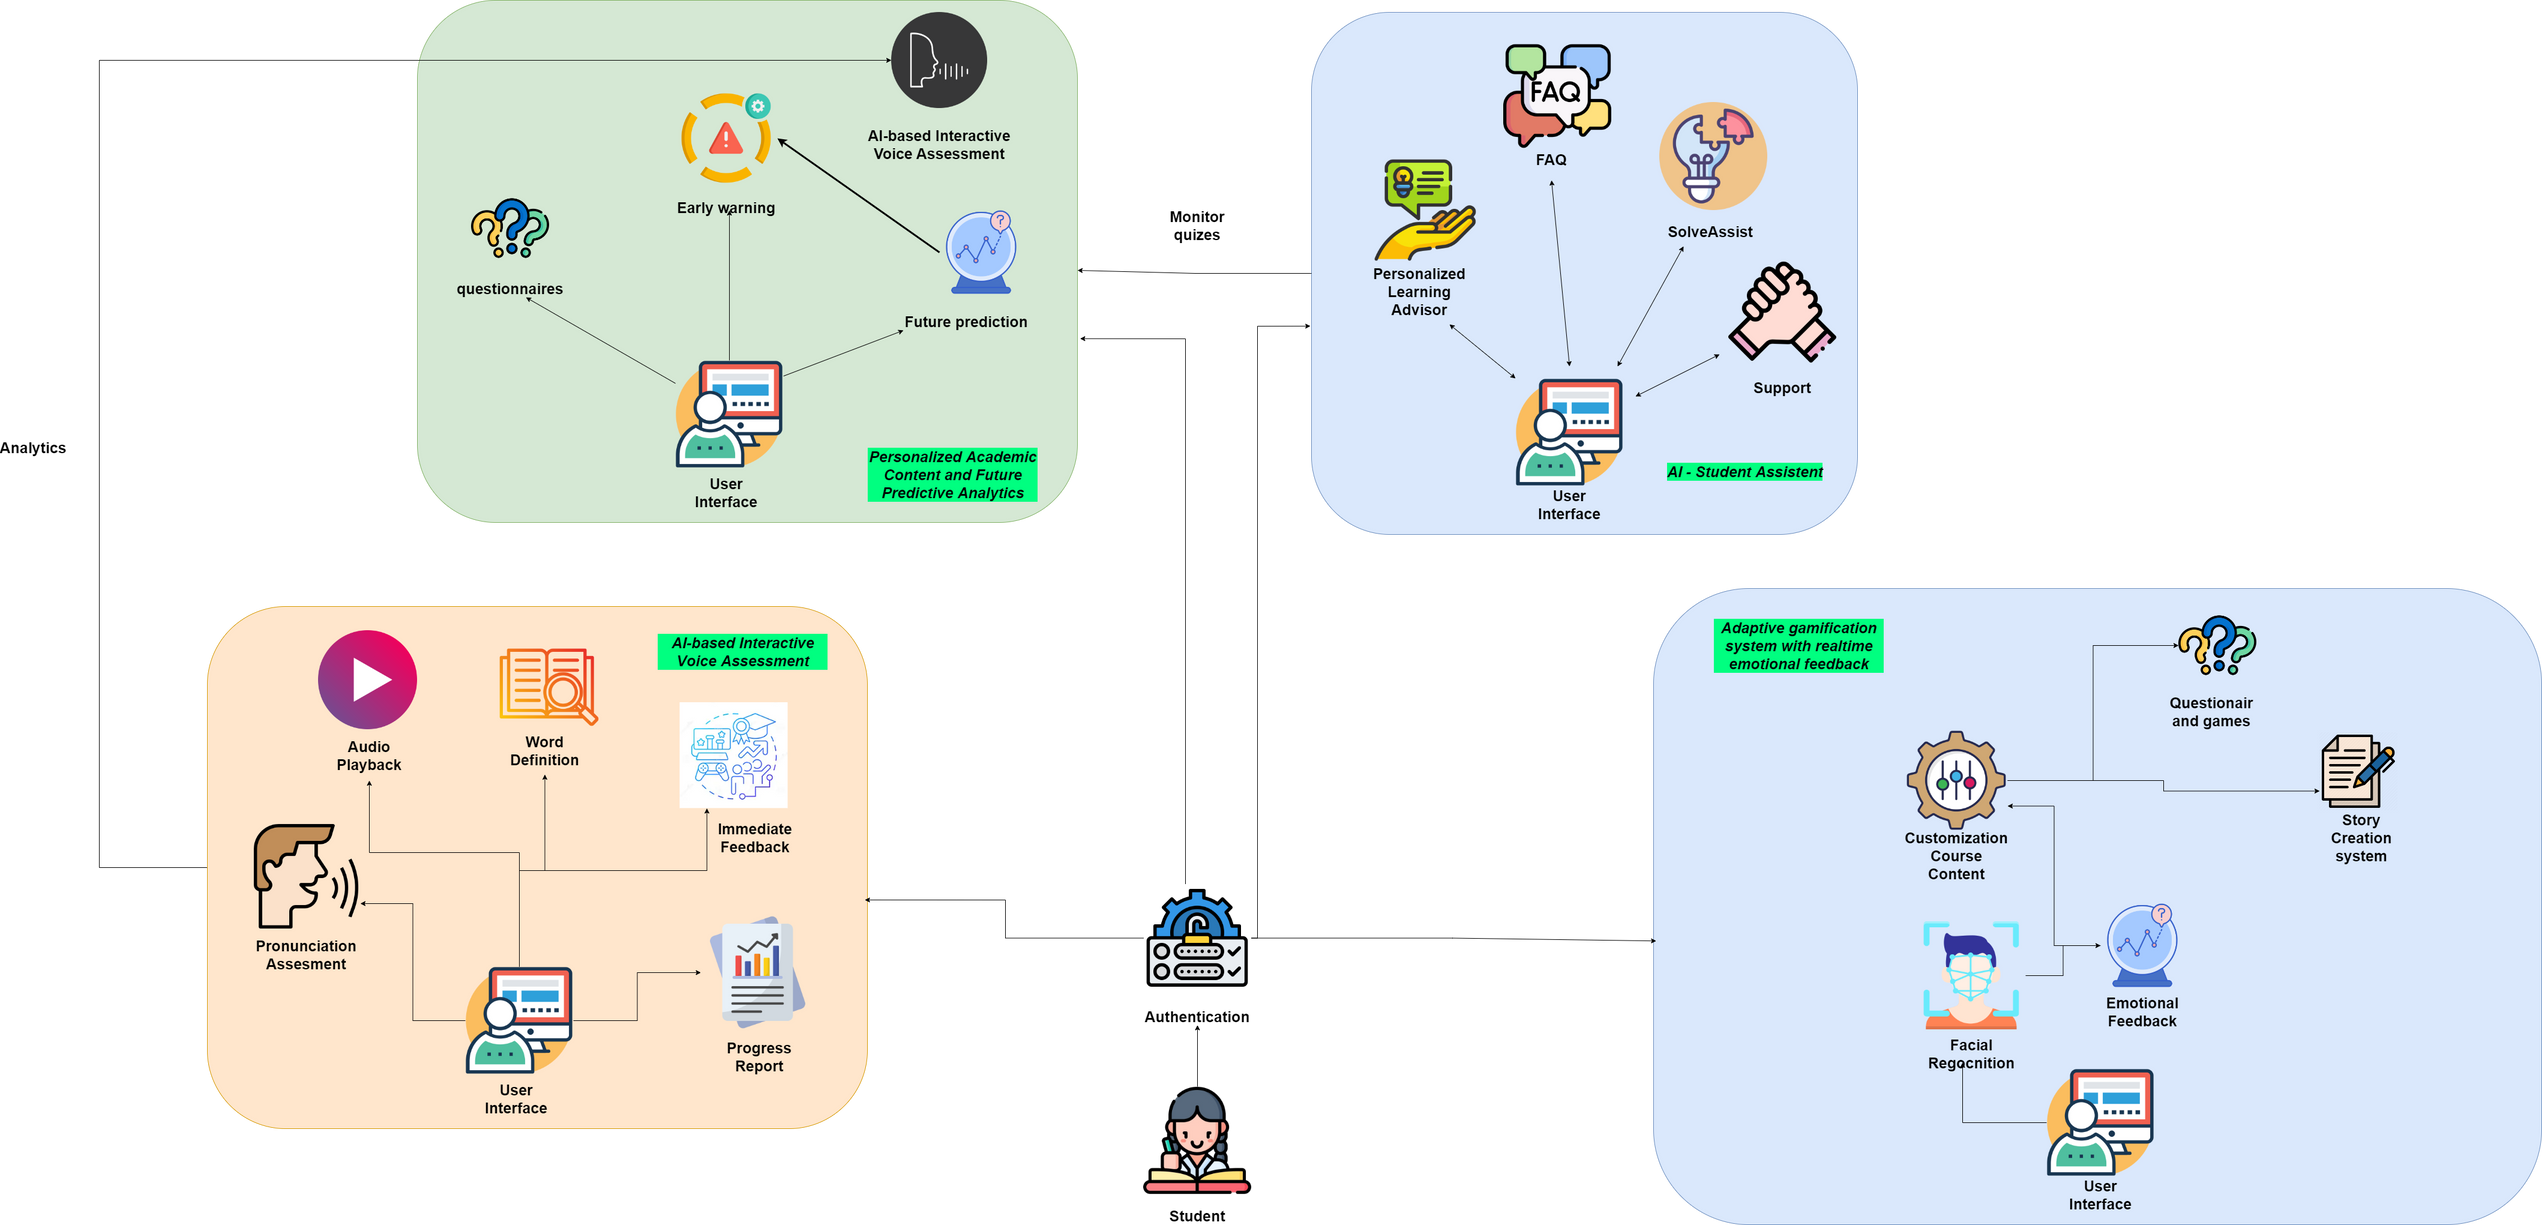 AI-based Interactive
Voice Assessment
Early warning
questionnaires
Future prediction
User
Interface
Personalized Academic
Content and Future
Predictive Analytics
Monitor
quizes
FAQ
FAQ
SolveAssist
Personalized
Learning
Advisor
Support
User
Interface
AI - Student Assistent
Analytics
AI-based Interactive
Voice Assessment
Audio
Playback
Word
Definition
Immediate
Feedback
Pronunciation
Assesment
Progress
Report
User
Interface
Authentication
Student
Adaptive gamification
system with realtime
emotional feedback
Questionair
and games
Customization
Course
Content
Story
Creation
system
Facial
Regocnition
Emotional
Feedback
User
Interface